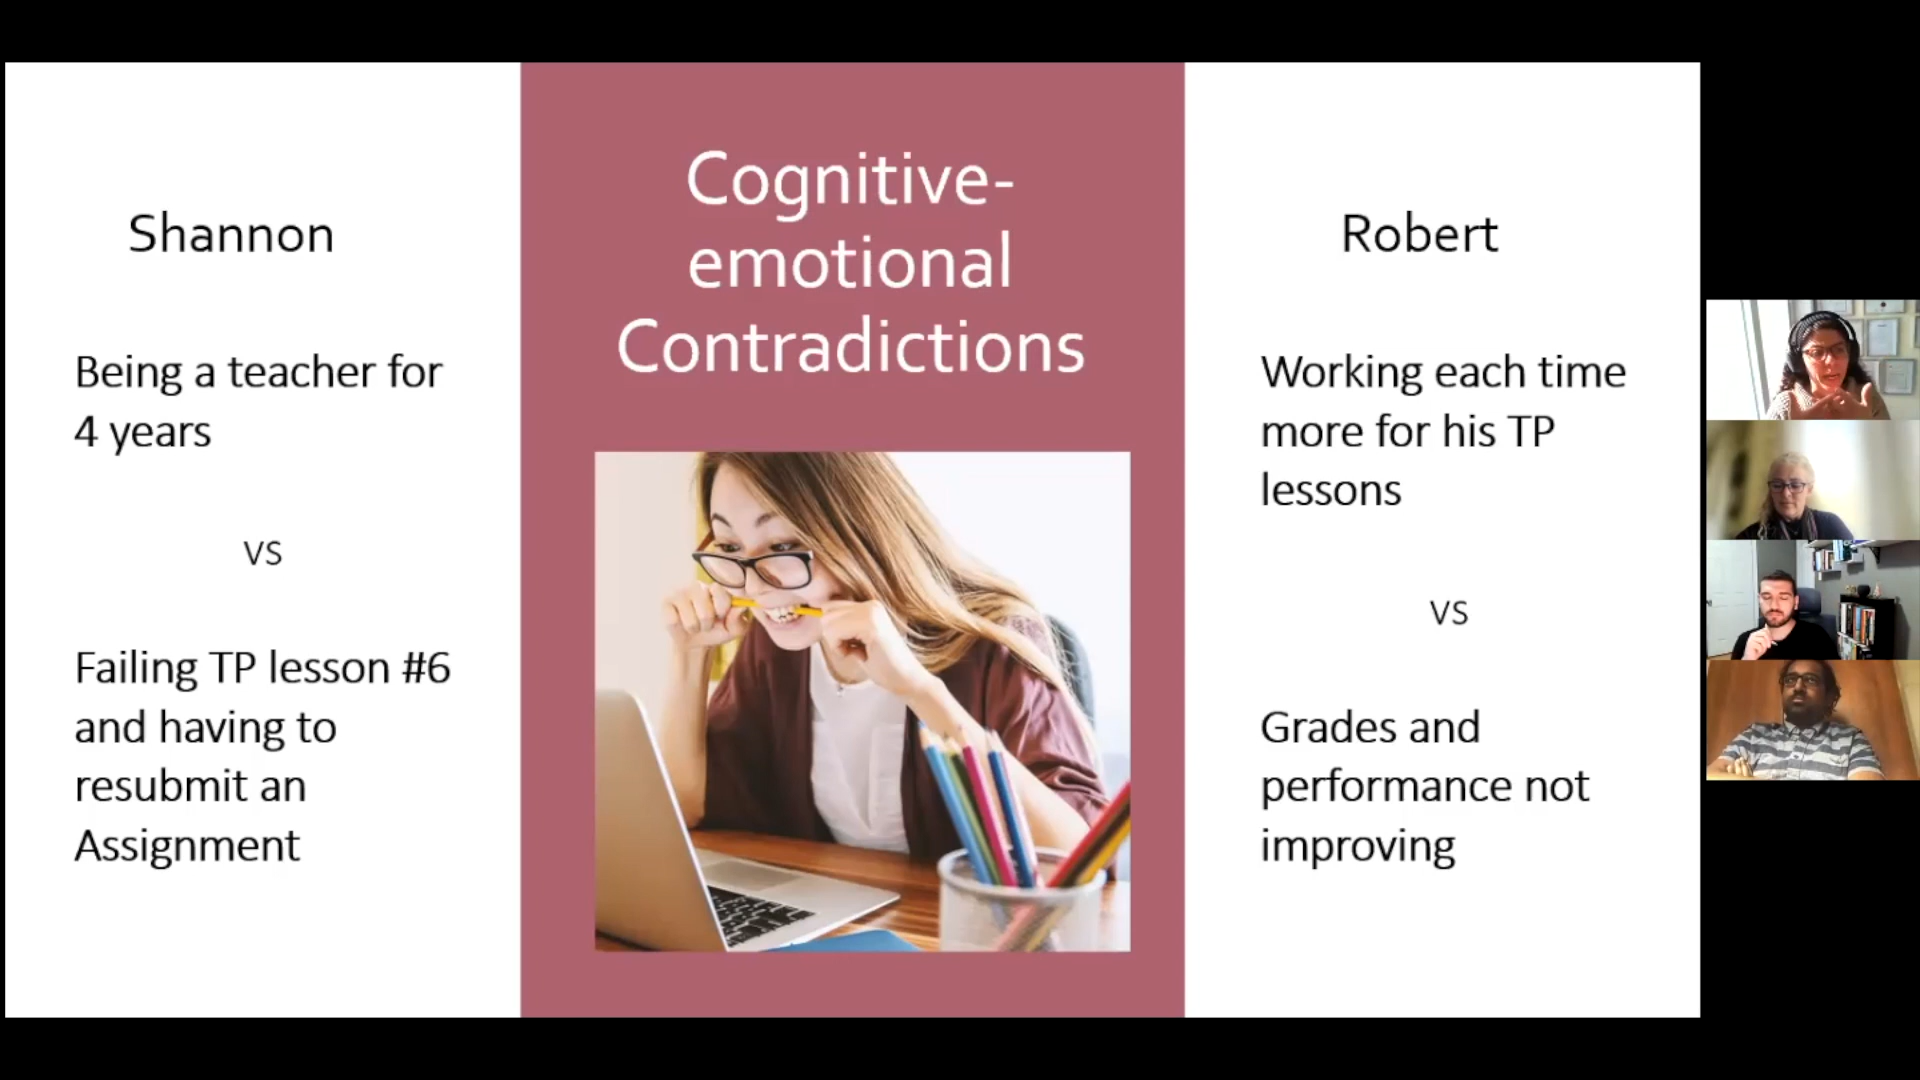 Shannon
Being a teacher for
4 years
vs
Failing TP lesson #6
and having to
resubmit an
Assignment
Cognitive-
emotional
Contradictions
Robert
Working each time
more for his TP
lessons
vs
Grades and
performance not
improving